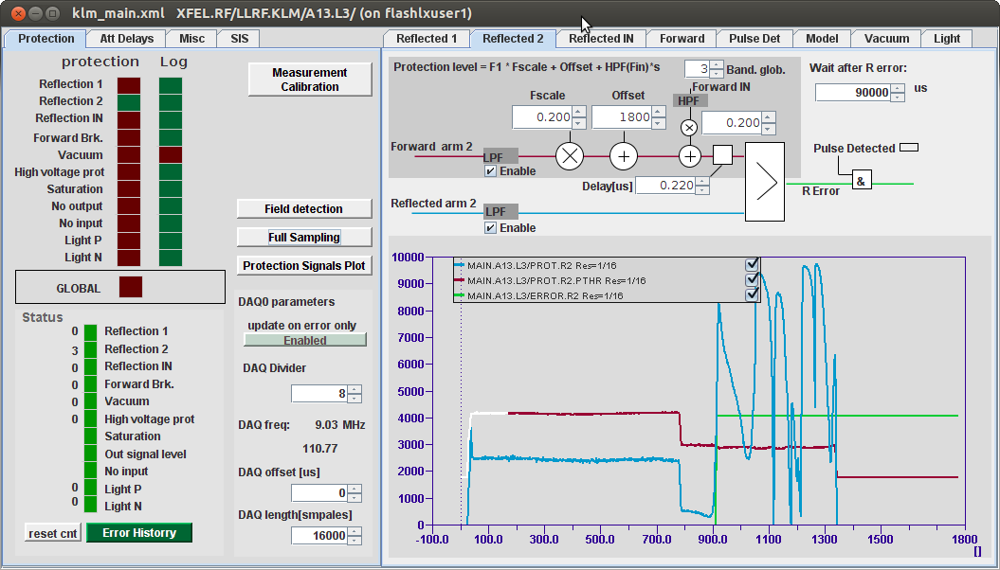 klm_main.xml XFEL.RF/LLRF.KLM/A13.L3/ (on flashlxuser1)
Protection Att Delays Misc SIS
protection Log
Reflection 1
Reflection 2
Reflection IN
Forward Brk.
Vacuum
High voltage prot
Saturation
No output
No input
Light P
Light N
GLOBAL
Status
0 Reflection 1
3 Reflection 2
0 Reflection IN
0 Forward Brk.
0 Vacuum
0 High voltage prot
Saturation
Out signal level
No input
0 Light P
0 Light N
reset cnt Error Historry
Measurement
Calibration
Field detection
Full Sampling
Protection Signals Plot
DAQ0 parameters
update on error only
Enabled
DAQ Divider
8
DAQ freq: 9.03 MHz
110.77
DAQ offset [us]
0
DAQ length[smpales]
16000
Reflected 1 Reflected 2 Reflected IN Forward Pulse Det Model Vacuum Light
Protection level = F1 * Fscale + Offset + HPF(Fin)*s
3 Band. glob.
Forward IN
HPF
Fscale Offset
0.200 1800 0.200
Forward arm 2 LPF
Enable
Delay[us] 0.220
Reflected arm 2 LPF
Enable
Wait after R error:
90000 us
Pulse Detected
&
R Error
MAIN.A13.L3/PROT.R2 Res=1/16
MAIN.A13.L3/PROT.R2.PTHR Res=1/16
MAIN.A13.L3/ERROR.R2 Res=1/16
10000
9000
8000
7000
6000
5000
4000
3000
2000
1000
0
-100.0 100.0 300.0 500.0 700.0 900.0 1100 1300 1500 1800
[]